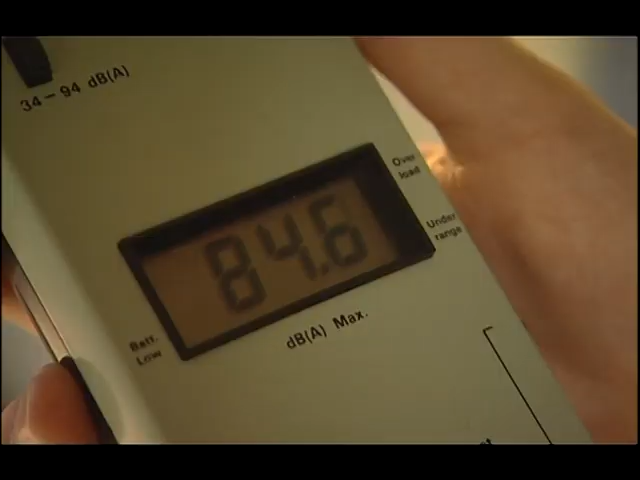 34 – 94 dB(A)
Over
load
84.6
Under
range
Batt.
Low
dB(A) Max.